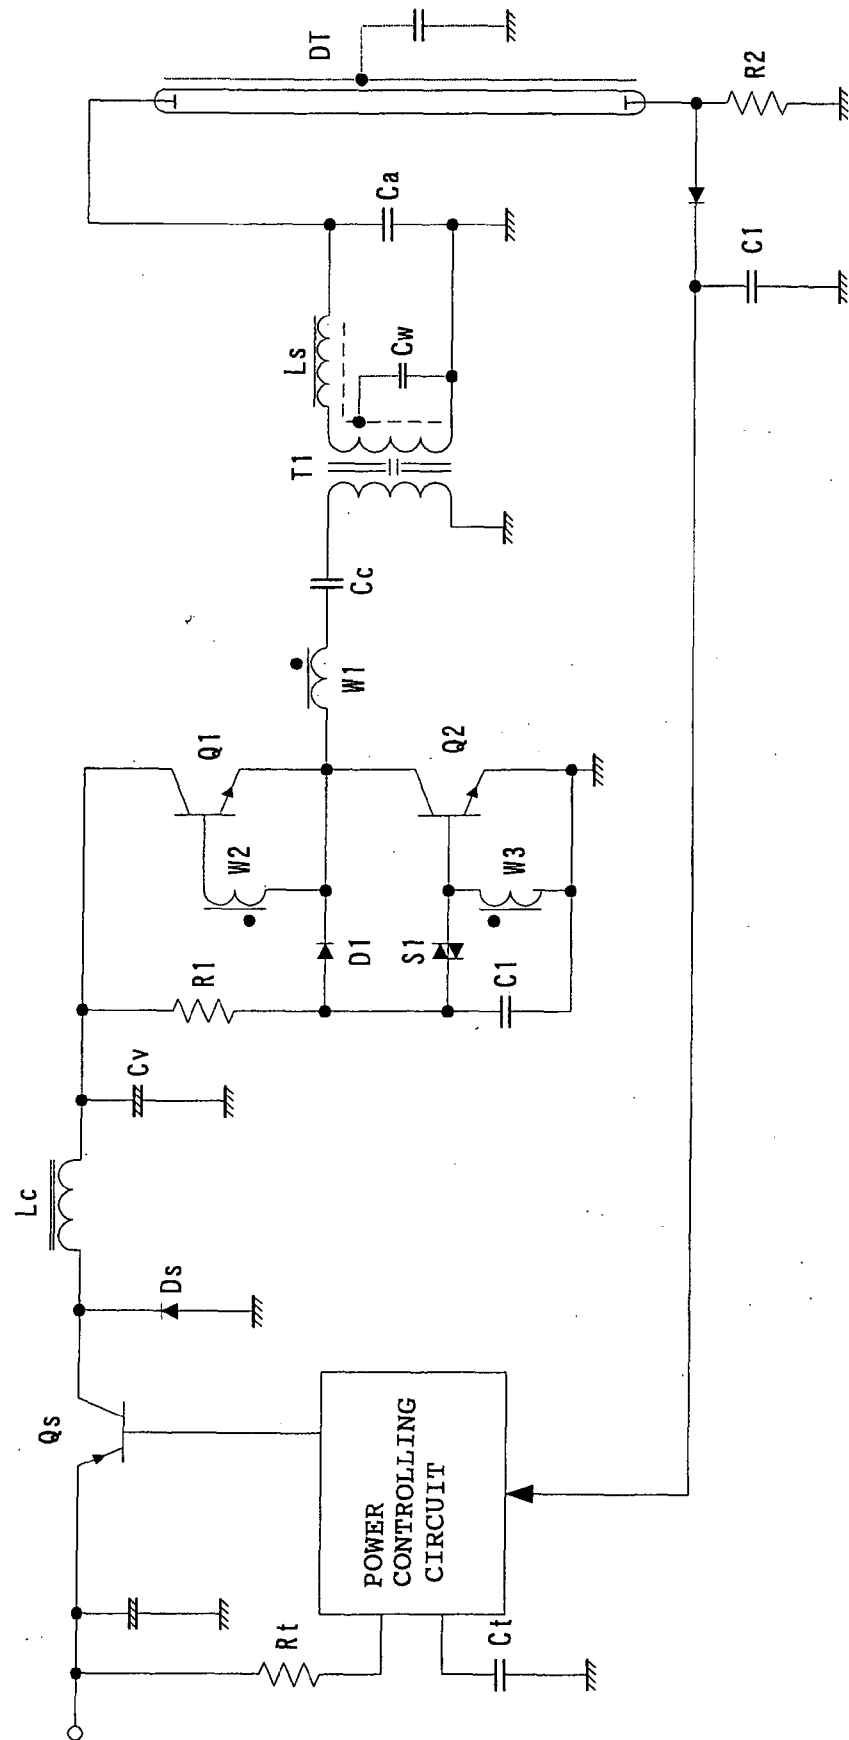 Qs
Ds
Lc
Cv
R1
D1
S1
C1
W2
W3
Q1
Q2
W1
Cc
T1
Ls
Cw
Ca
DT
R2
C1
Rt
Ct
POWER
CONTROLLING
CIRCUIT